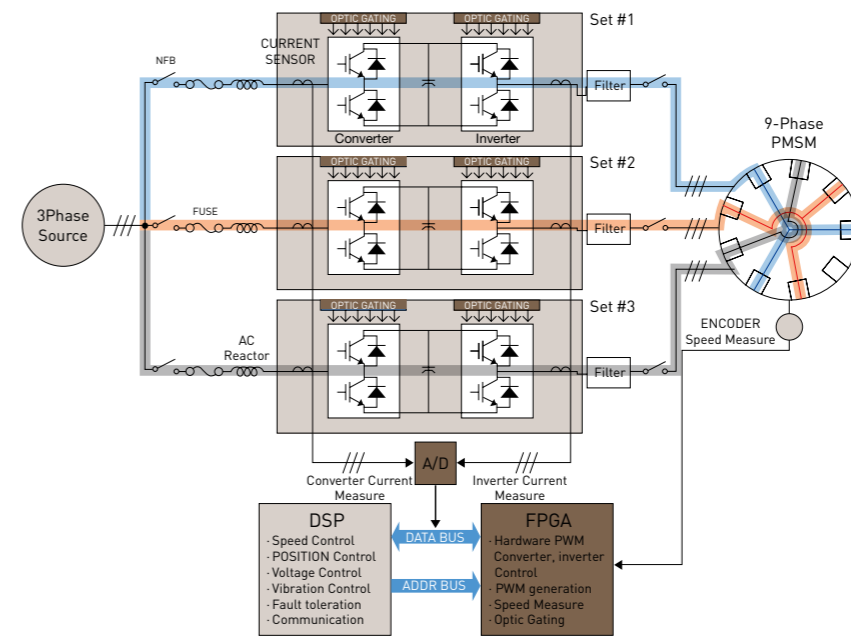 OPTIC GATING
OPTIC GATING
Set #1
CURRENT
SENSOR
NFB
Filter
Converter
Inverter
9-Phase
PMSM
OPTIC GATING
OPTIC GATING
Set #2
3Phase
Source
FUSE
Filter
OPTIC GATING
OPTIC GATING
Set #3
ENCODER
Speed Measure
AC
Reactor
Filter
A/D
Converter Current
Measure
Inverter Current
Measure
DSP
· Speed Control
· POSITION Control
· Voltage Control
· Vibration Control
· Fault toleration
· Communication
DATA BUS
ADDR BUS
FPGA
· Hardware PWM
Converter, inverter
Control
· PWM generation
· Speed Measure
· Optic Gating